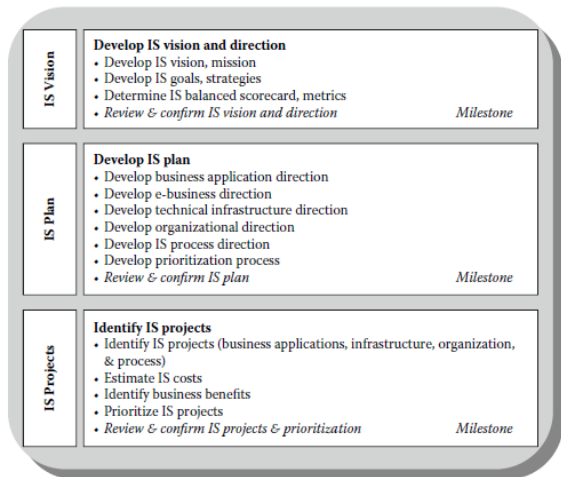 IS Vision
Develop IS vision and direction
• Develop IS vision, mission
• Develop IS goals, strategies
• Determine IS balanced scorecard, metrics
• Review & confirm IS vision and direction Milestone
IS Plan
Develop IS plan
• Develop business application direction
• Develop e-business direction
• Develop technical infrastructure direction
• Develop organizational direction
• Develop IS process direction
• Develop prioritization process
• Review & confirm IS plan Milestone
IS Projects
Identify IS projects
• Identify IS projects (business applications, infrastructure, organization,
& process)
• Estimate IS costs
• Identify business benefits
• Prioritize IS projects
• Review & confirm IS projects & prioritization Milestone